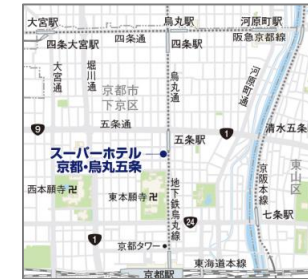 大宮駅
烏丸駅
河原町駅
四条大宮駅
四条通
四条駅
阪急京都線
大宮通
堀川通
烏丸通
河原町通
京都市
下京区
9
五条通
五条駅
1
清水五条
スーパーホテル
京都・烏丸五条
東山区
京阪本線
西本願寺卍
東本願寺卍
地下鉄烏丸線
七条駅
24
1
京都タワー
東海道本線
京都駅